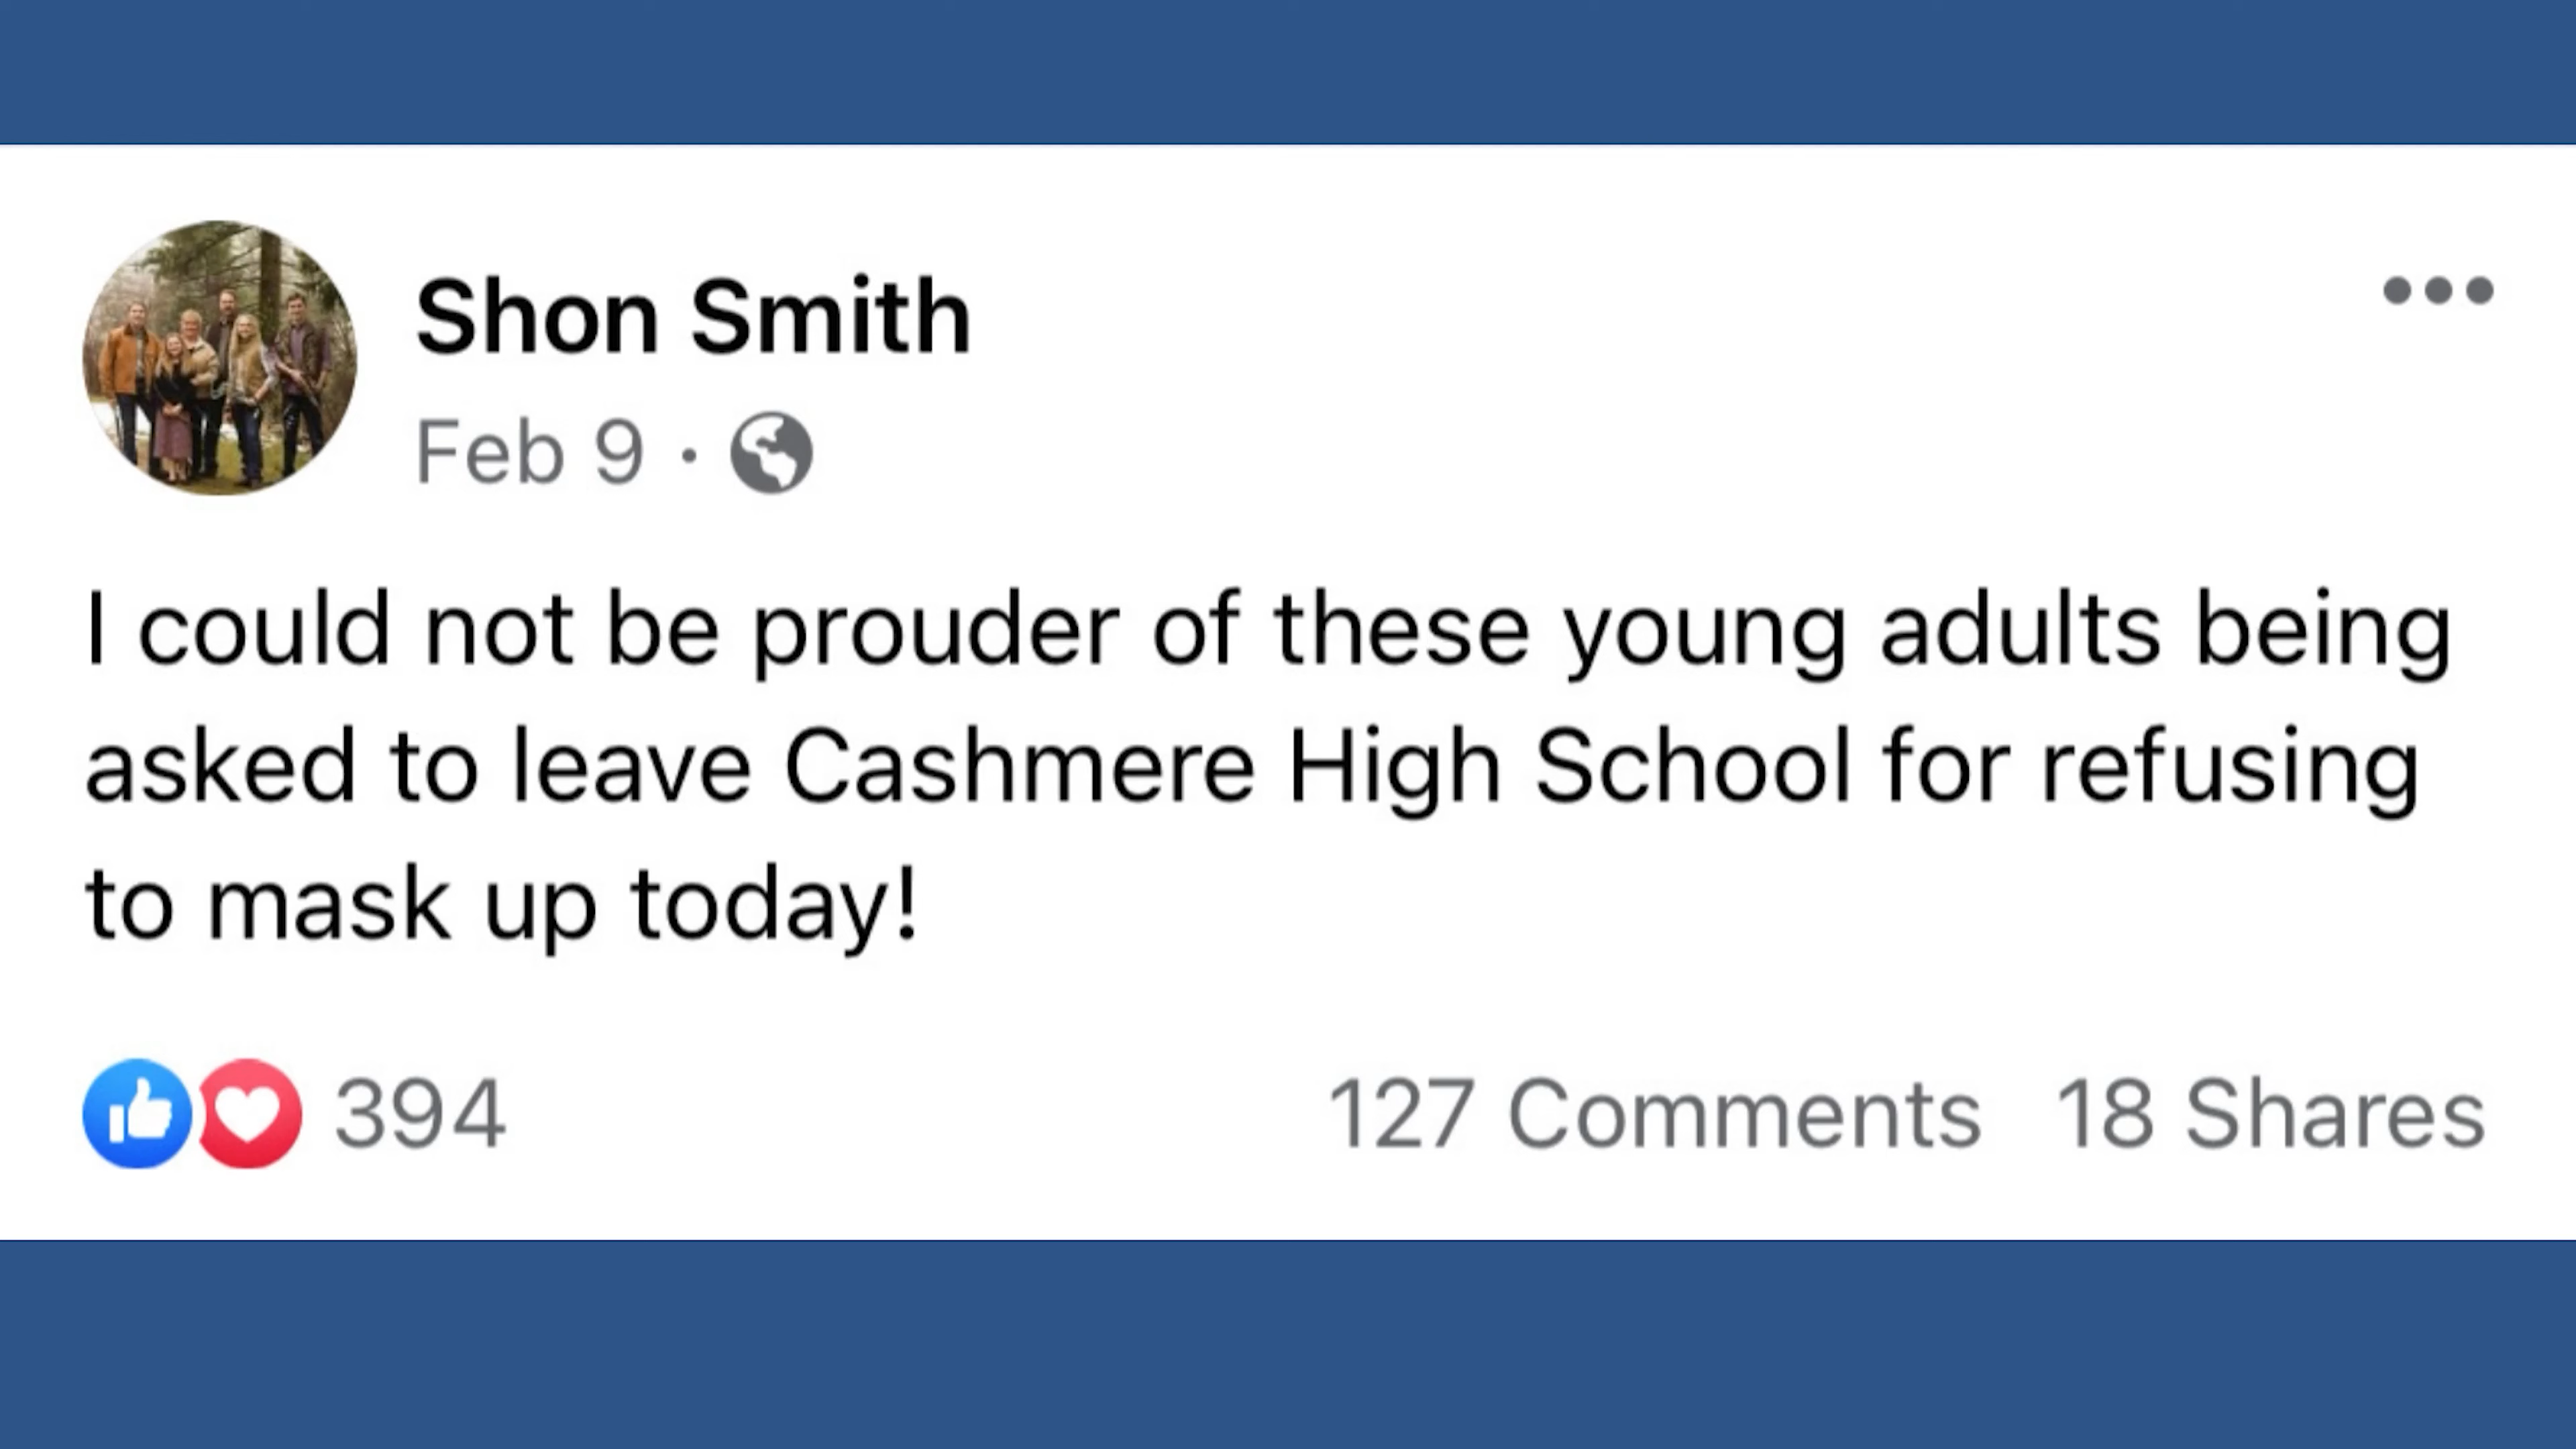 Shon Smith
Feb 9 ·
I could not be prouder of these young adults being
asked to leave Cashmere High School for refusing
to mask up today!
394 127 Comments 18 Shares